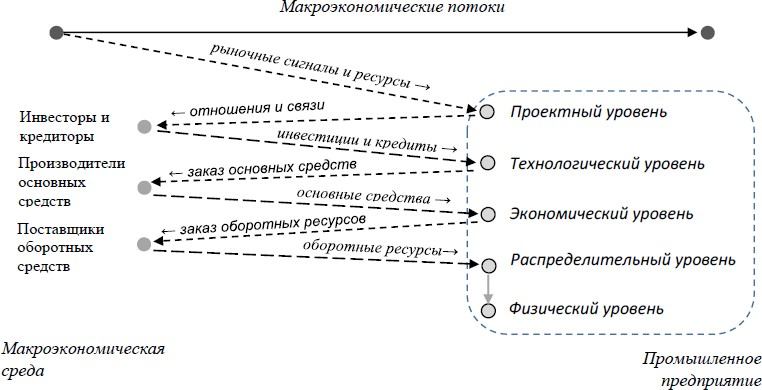 Макроэкономические потоки
рыночные сигналы и ресурсы →
Проектный уровень
← отношения и связи
Инвесторы и
кредиторы
инвестиции и кредиты →
Технологический уровень
← заказ основных средств
Производители
основных
средств
основные средства →
Экономический уровень
← заказ оборотных ресурсов
Поставщики
оборотных
средств
оборотные ресурсы→
Распределительный уровень
Физический уровень
Макроэкономическая
среда
Промышленное
предприятие